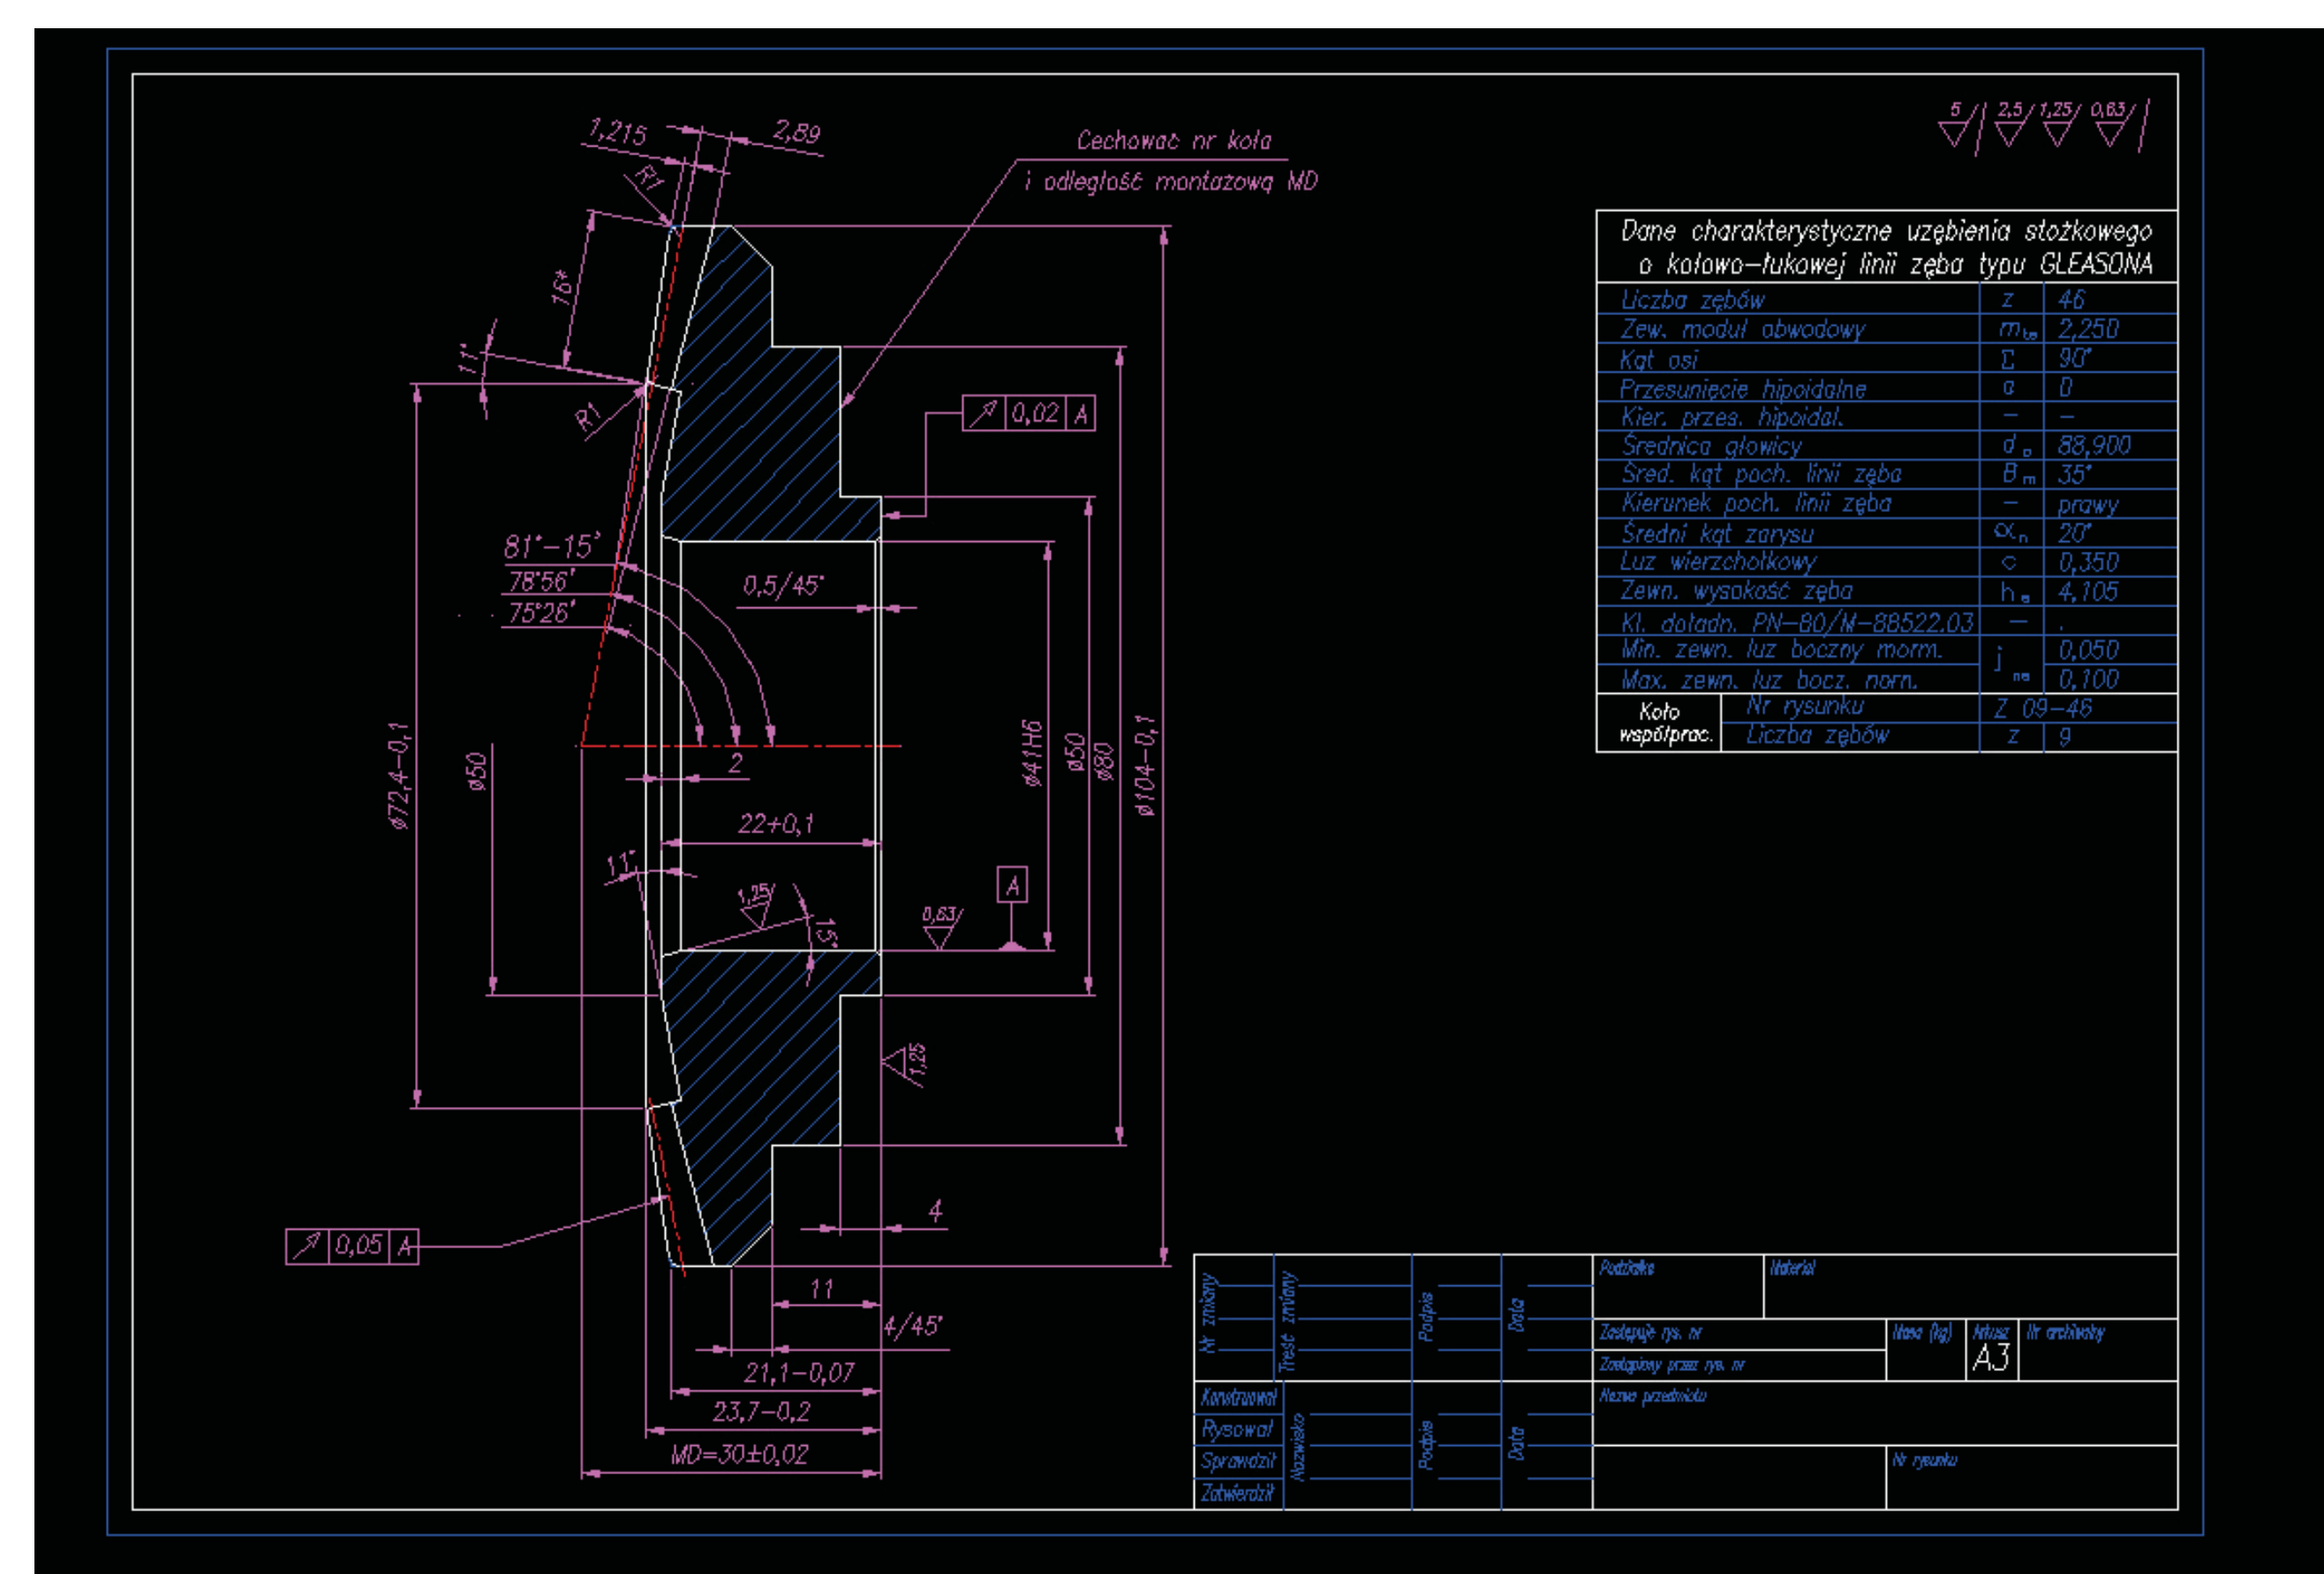 5 2,5 1,25 0,63
1,215
2,89
R1
Cechować nr koła
i odległość montażową MD
16*
11°
R1
0,02 A
81°-15'
78°56'
75°26'
0,5/45°
2
ø72,4-0,1
ø50
ø41H6
ø50
ø80
ø104-0,1
22+0,1
11°
1,25
15°
0,63
A
1,25
4
0,05 A
11
4/45°
21,1-0,07
23,7-0,2
MD=30±0,02
Dane charakterystyczne uzębienia stożkowego
o kołowo-łukowej linii zęba typu GLEASONA
Liczba zębów z 46
Zew. moduł obwodowy mte 2,250
Kąt osi Σ 90°
Przesunięcie hipoidalne a 0
Kier. przes. hipoidal. - -
Średnica głowicy do 88,900
Śred. kąt poch. linii zęba Bm 35°
Kierunek poch. linii zęba - prawy
Średni kąt zarysu αn 20°
Luz wierzchołkowy c 0,350
Zewn. wysokość zęba he 4,105
Kl. doładn. PN-80/M-88522.03 - .
Min. zewn. luz boczny morm. jne 0,050
Max. zewn. luz bocz. norn. 0,100
Koło współprac. Nr rysunku Z 09-46
Liczba zębów z 9
Nr zmiany
Treść zmiany
Podpis
Data
Podziałka
Materiał
Zastępuje rys. nr
Zastąpiony przez rys. nr
Masa (kg)
Arkusz
A3
Nr archiwalny
Konstruował
Rysował
Sprawdził
Zatwierdził
Nazwisko
Podpis
Data
Nazwa przedmiotu
Nr rysunku